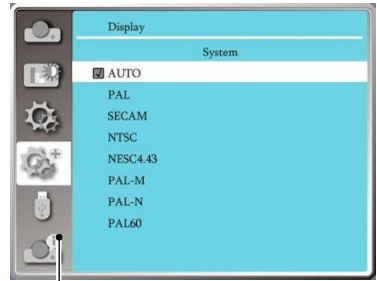 Display
System
AUTO
PAL
SECAM
NTSC
NESC4.43
PAL-M
PAL-N
PAL60